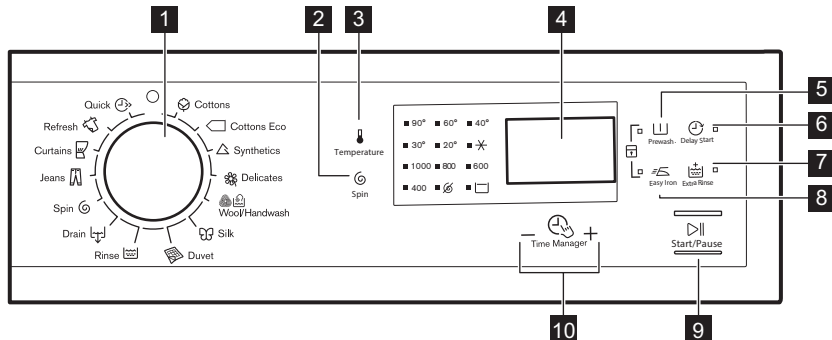 1
2
3
4
5
6
7
8
9
10
Quick
Refresh
Curtains
Jeans
Spin
Drain
Rinse
Cottons
Cottons Eco
Synthetics
Delicates
Wool/Handwash
Silk
Duvet
Temperature
Spin
90° 60° 40°
30° 20°
1000 800 600
400
Time Manager
Prewash.
Delay Start
Easy Iron
Extra Rinse
Start/Pause